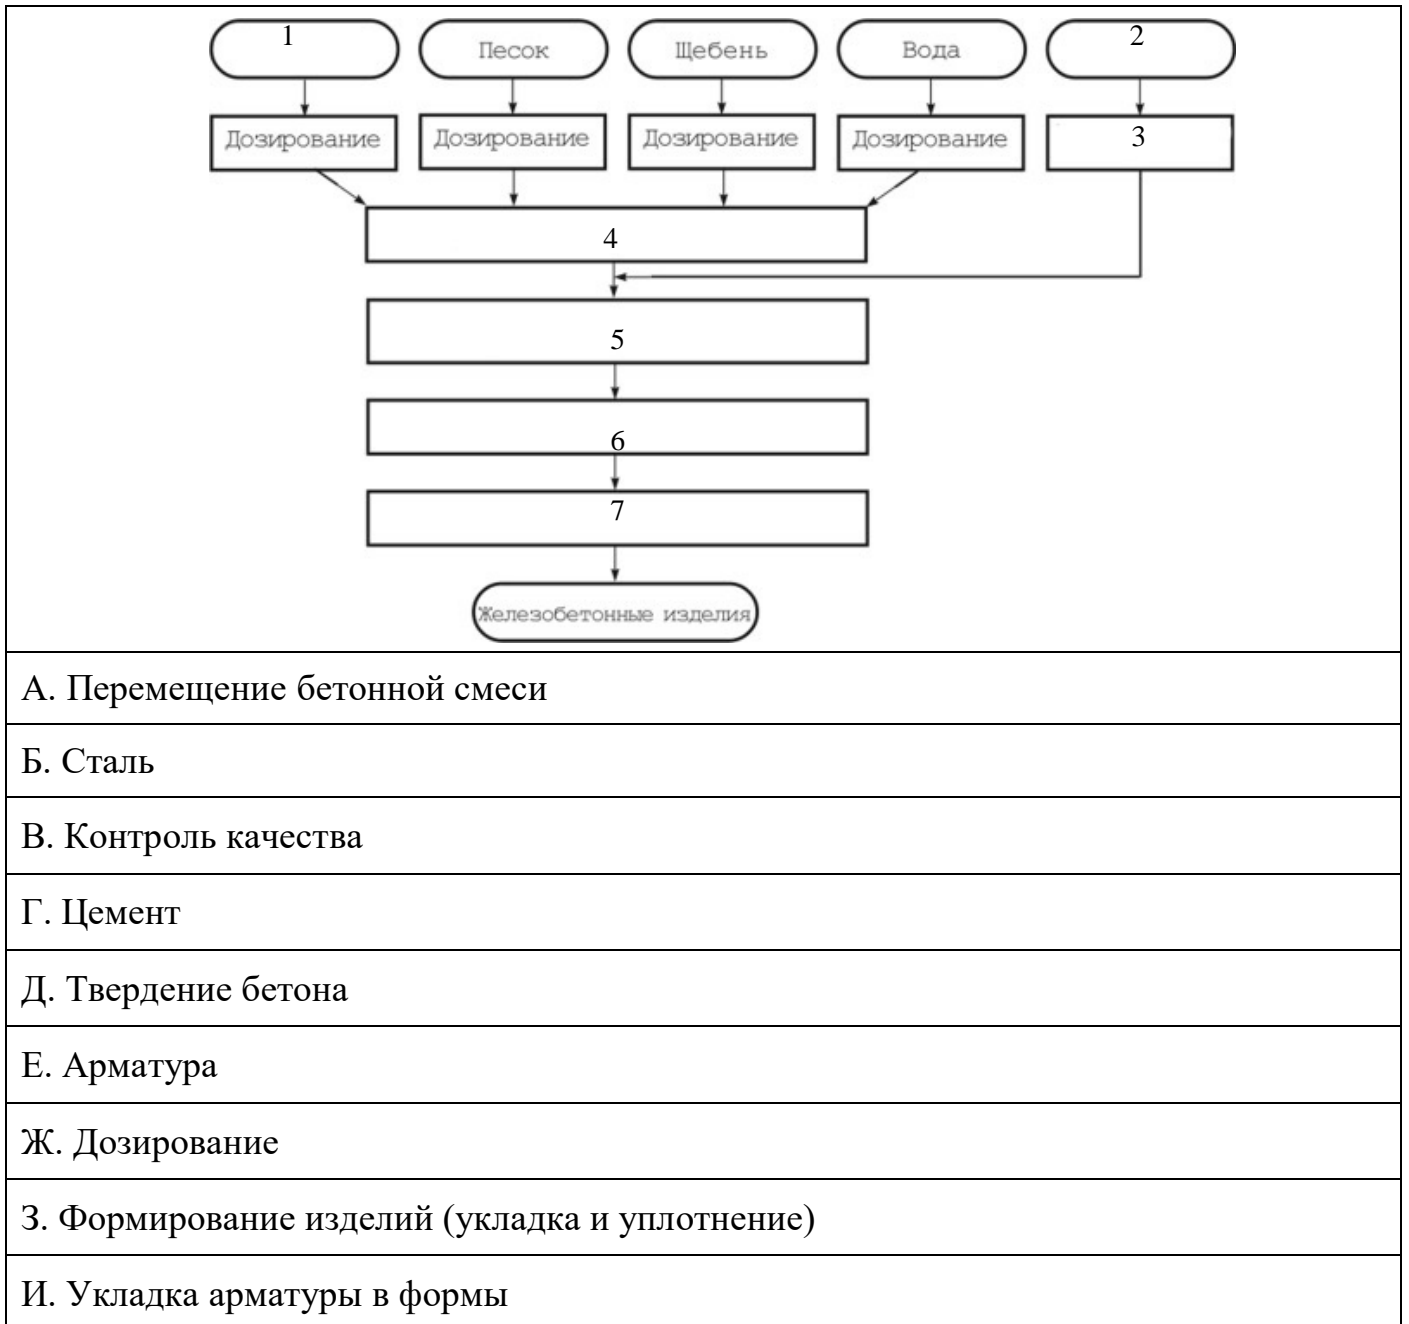 1 Песок Щебень Вода 2
Дозирование Дозирование Дозирование Дозирование 3
4
5
6
7
Железобетонные изделия
А. Перемещение бетонной смеси
Б. Сталь
В. Контроль качества
Г. Цемент
Д. Твердение бетона
Е. Арматура
Ж. Дозирование
З. Формирование изделий (укладка и уплотнение)
И. Укладка арматуры в формы